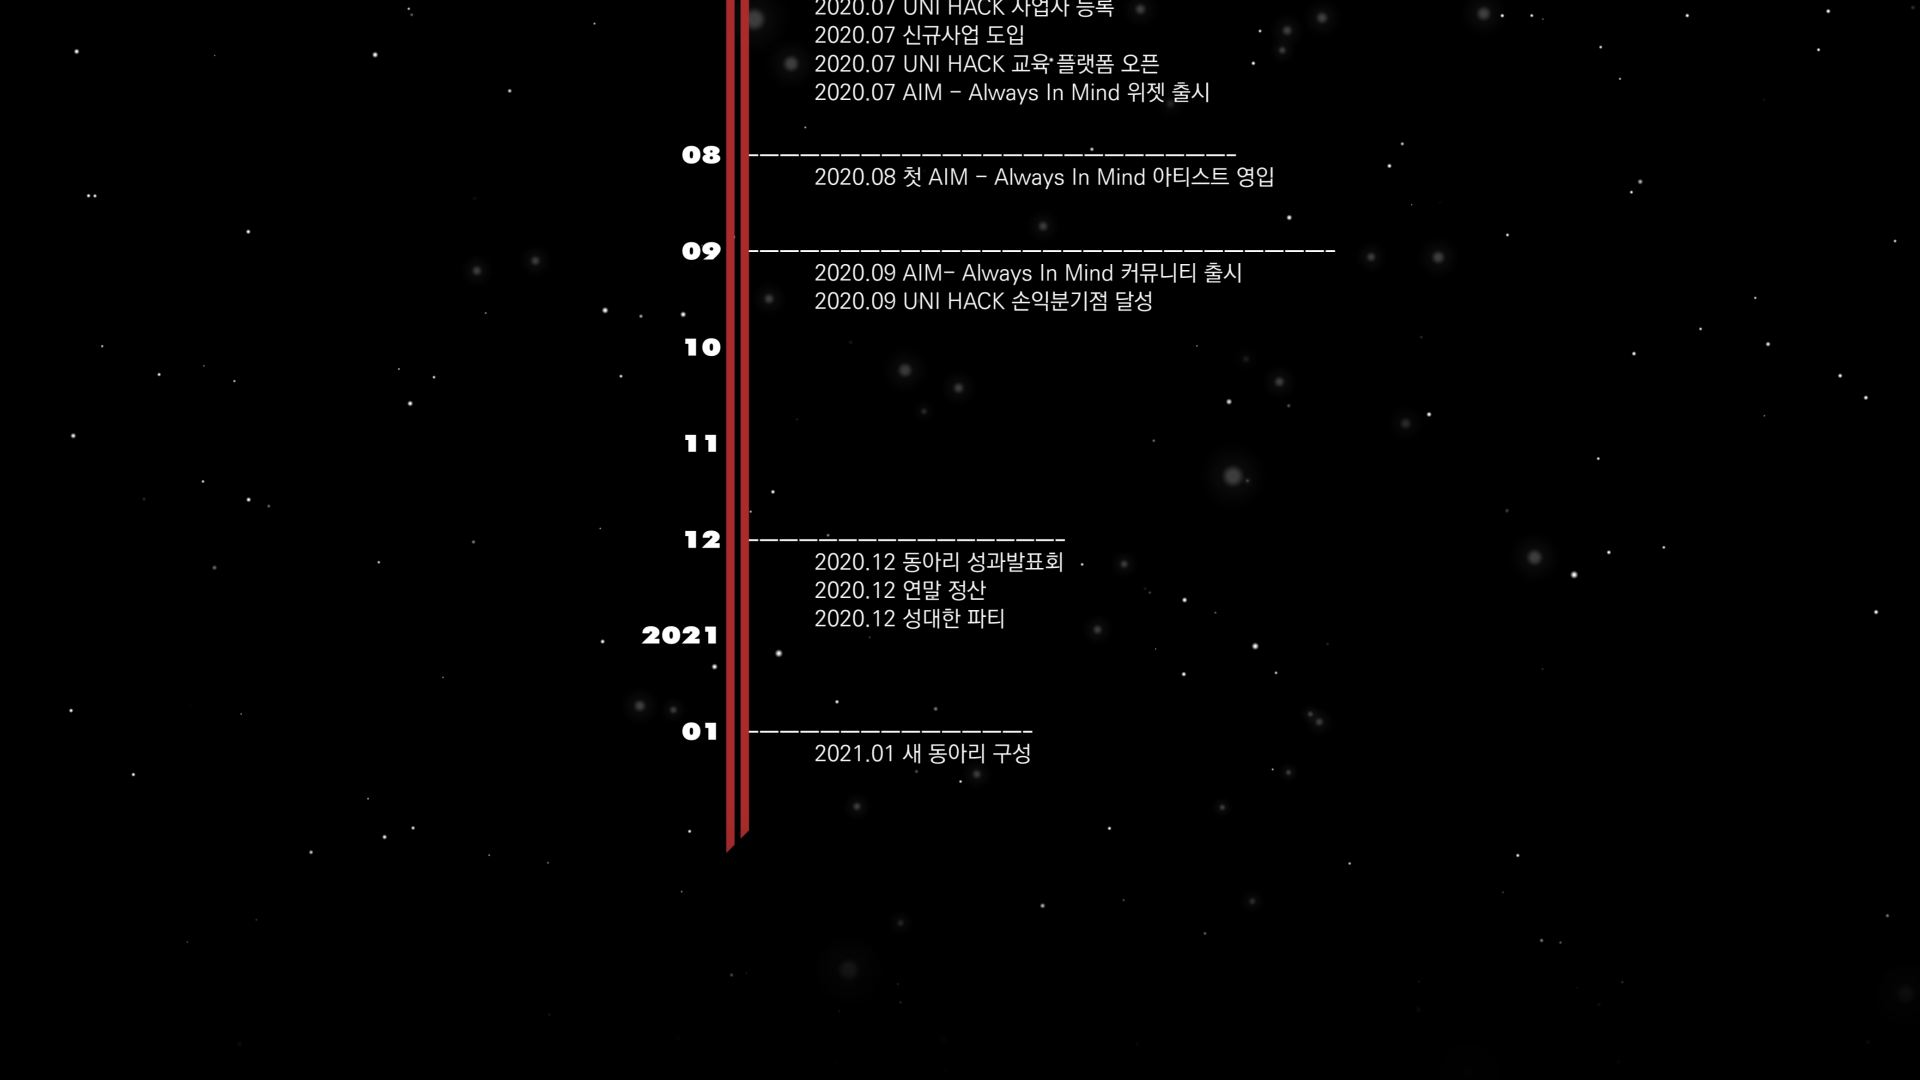 2020.07 UNI HACK 사업자 등록
2020.07 신규사업 도입
2020.07 UNI HACK 교육 플랫폼 오픈
2020.07 AIM - Always In Mind 위젯 출시
08
2020.08 첫 AIM - Always In Mind 아티스트 영입
09
2020.09 AIM- Always In Mind 커뮤니티 출시
2020.09 UNI HACK 손익분기점 달성
10
11
12
2020.12 동아리 성과발표회
2020.12 연말 정산
2020.12 성대한 파티
2021
01
2021.01 새 동아리 구성